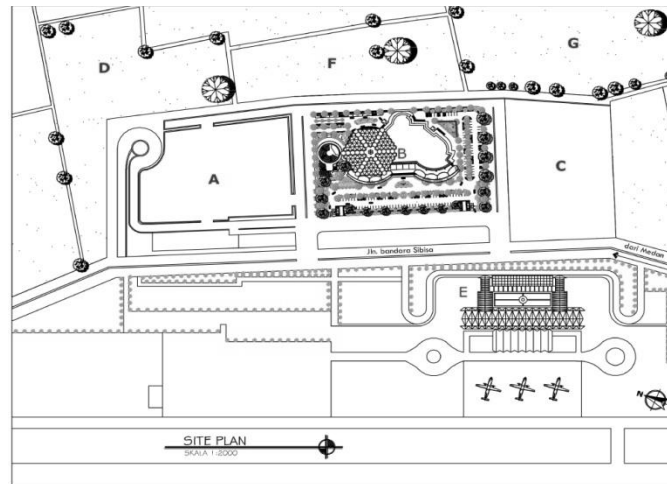 G
D
F
A
B
C
Jln. bandara Sibisa
dari Medan
E
N
SITE PLAN
SKALA 1:2000